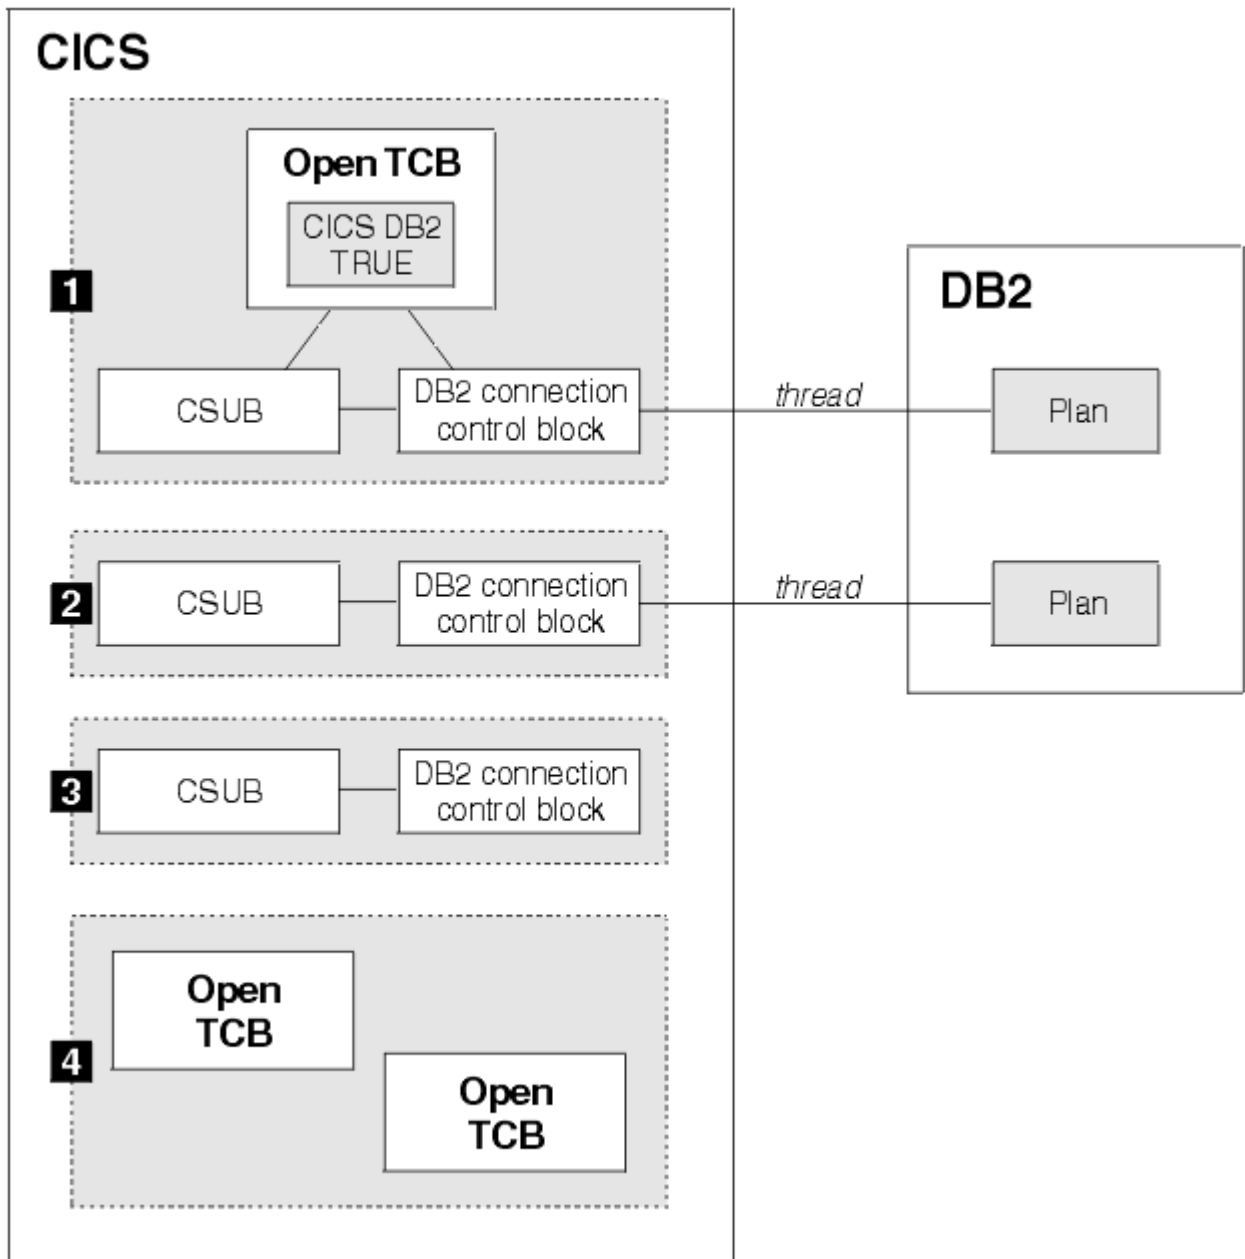 CICS
Open TCB
CICS DB2
TRUE
1
CSUB
DB2 connection
control block
thread
DB2
Plan
2
CSUB
DB2 connection
control block
thread
Plan
3
CSUB
DB2 connection
control block
4
Open
TCB
Open
TCB